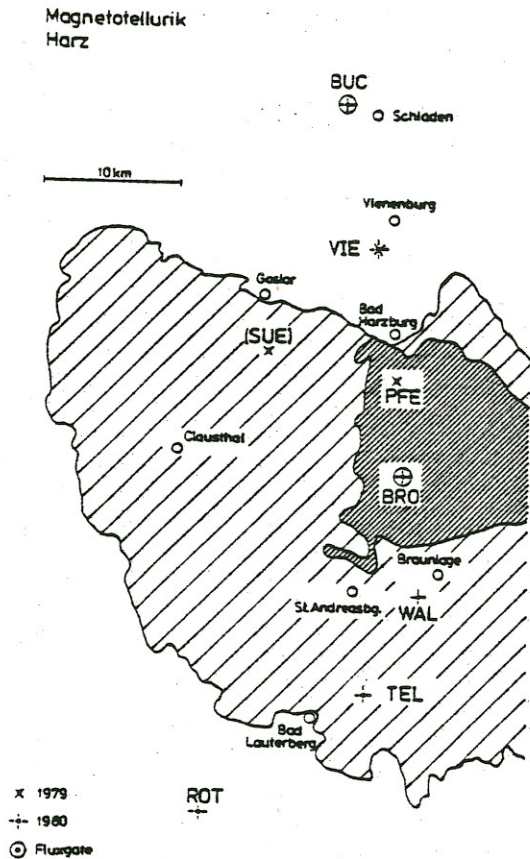 Magnetotellurik
Harz
BUC
Schladen
10 km
Vienenburg
VIE
Goslar
Bad
Harzburg
(SUE)
PFE
Clausthal
BRO
Braunlage
St.Andreasbg.
WAL
TEL
Bad
Lauterberg
ROT
1979
1980
Fluxgate